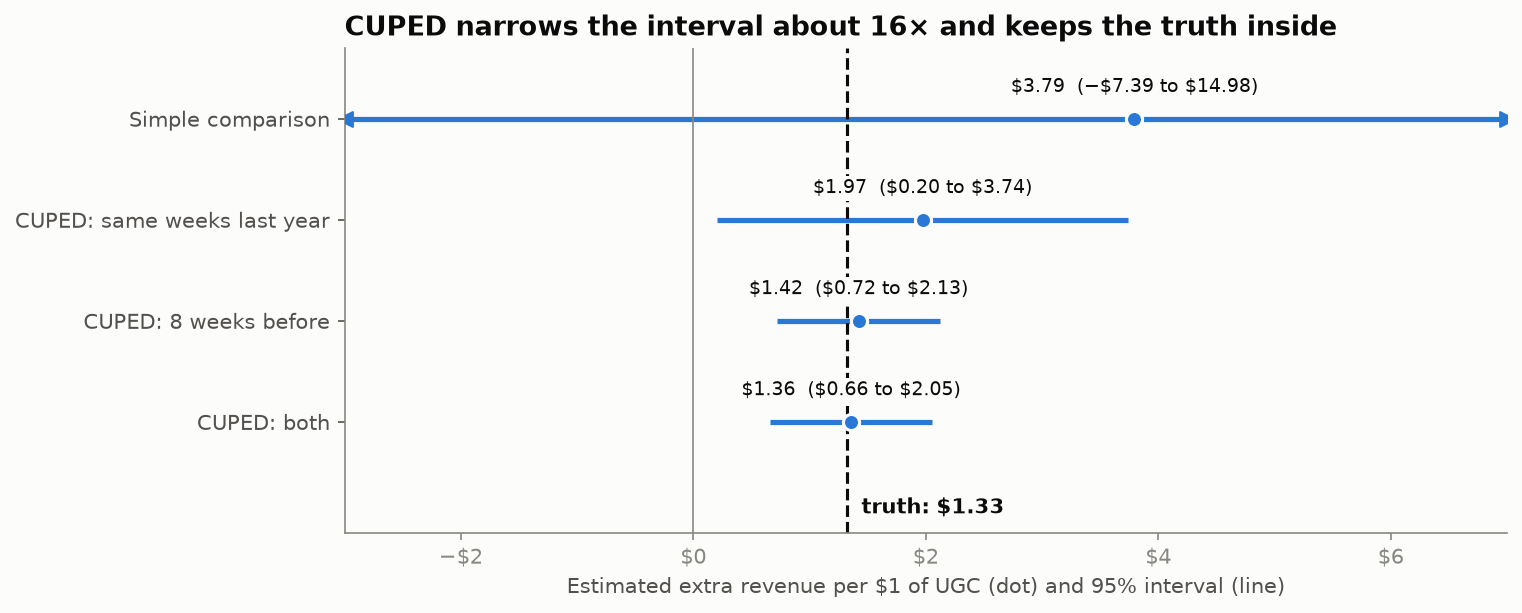 CUPED narrows the interval about 16× and keeps the truth inside
Simple comparison
$3.79 (−$7.39 to $14.98)
CUPED: same weeks last year
$1.97 ($0.20 to $3.74)
CUPED: 8 weeks before
$1.42 ($0.72 to $2.13)
CUPED: both
$1.36 ($0.66 to $2.05)
truth: $1.33
−$2 $0 $2 $4 $6
Estimated extra revenue per $1 of UGC (dot) and 95% interval (line)